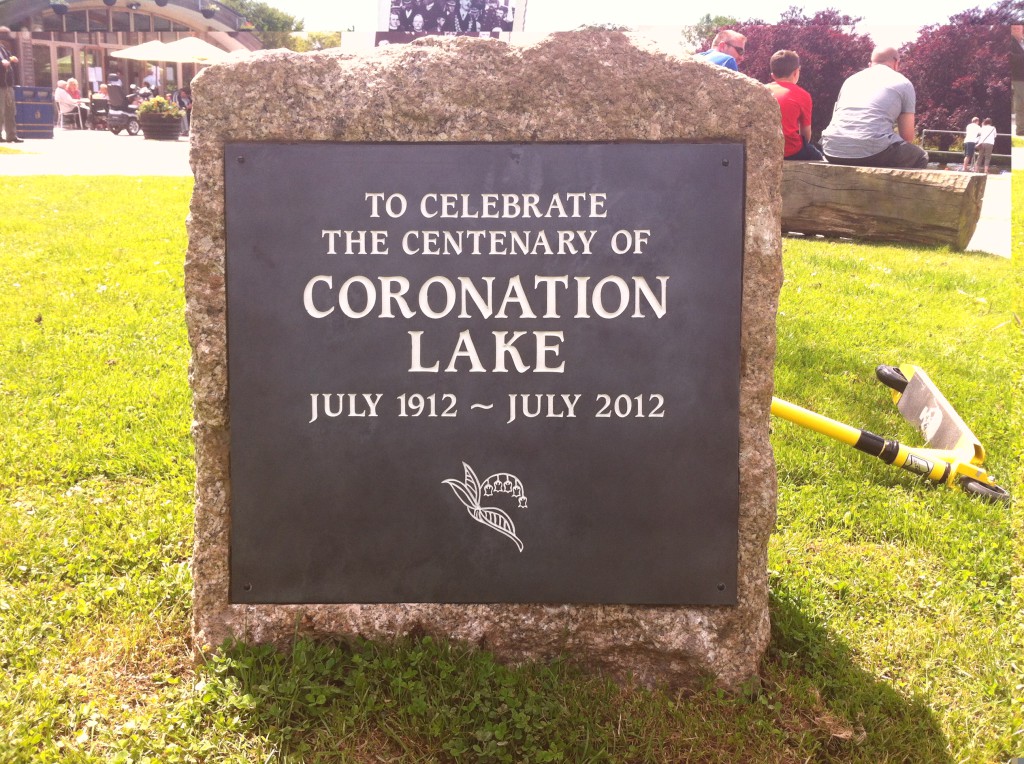 TO CELEBRATE
THE CENTENARY OF
CORONATION
LAKE
JULY 1912 ~ JULY 2012